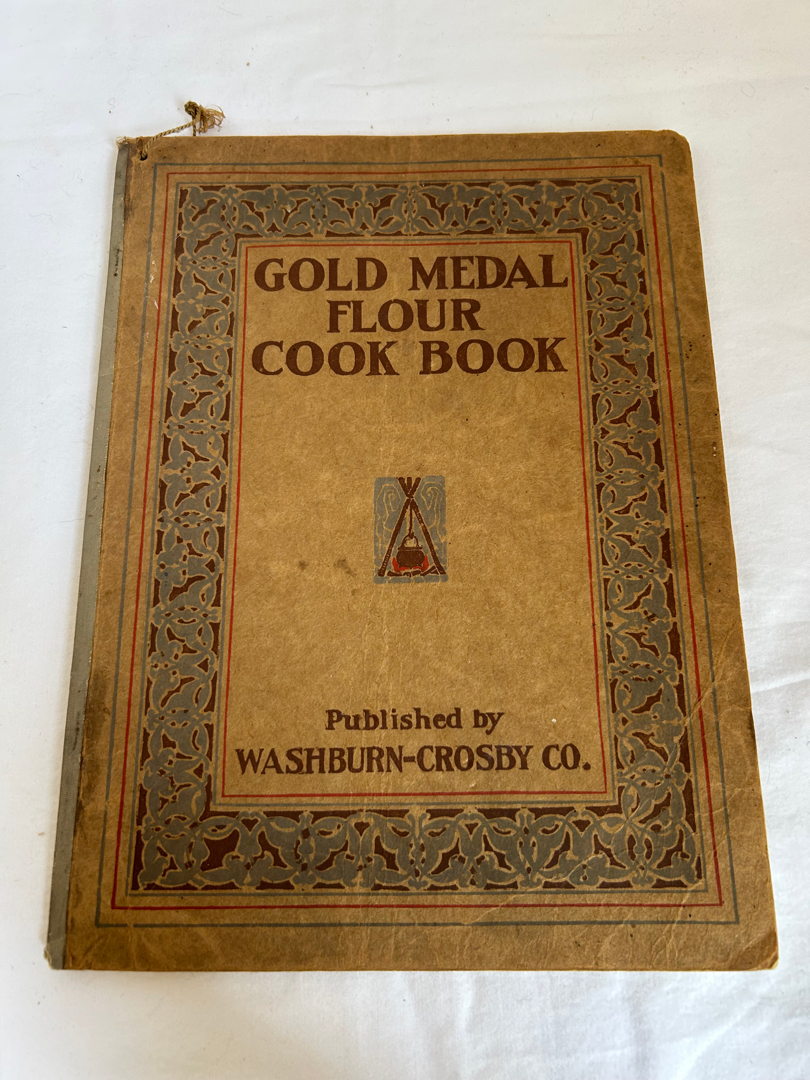 GOLD MEDAL
FLOUR
COOK BOOK
Published by
WASHBURN-CROSBY CO.